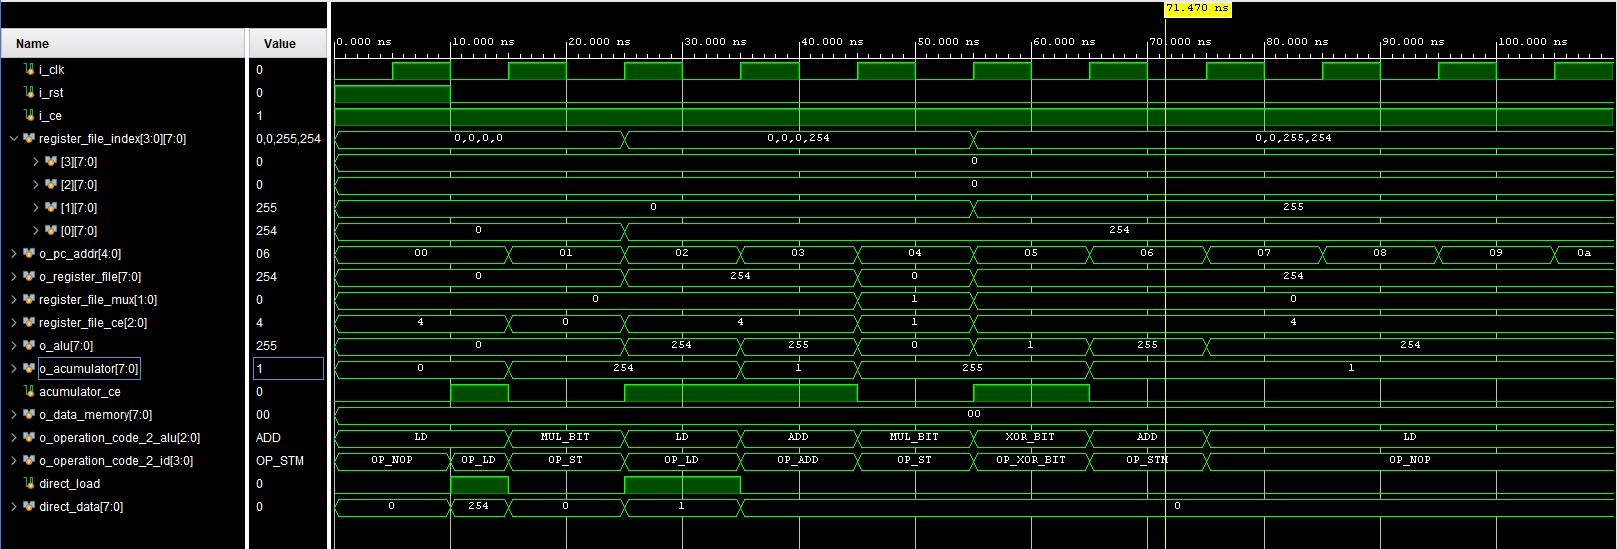 71.470 ns
Name Value 0.000 ns 10.000 ns 20.000 ns 30.000 ns 40.000 ns 50.000 ns 60.000 ns 70.000 ns 80.000 ns 90.000 ns 100.000 ns
i_clk 0
i_rst 0
i_ce 1
register_file_index[3:0][7:0] 0,0,255,254 0,0,0,0 0,0,0,254 0,0,255,254
[3][7:0] 0 0
[2][7:0] 0 0
[1][7:0] 255 0 255
[0][7:0] 254 0 254
o_pc_addr[4:0] 06 00 01 02 03 04 05 06 07 08 09 0a
o_register_file[7:0] 254 0 254 0 254
register_file_mux[1:0] 0 0 1 0
register_file_ce[2:0] 4 4 0 4 1 4
o_alu[7:0] 255 0 254 255 0 1 255 254
o_acumulator[7:0] 1 0 254 1 255 1
acumulator_ce 0
o_data_memory[7:0] 00 00
o_operation_code_2_alu[2:0] ADD LD MUL_BIT LD ADD MUL_BIT XOR_BIT ADD LD
o_operation_code_2_id[3:0] OP_STM OP_NOP OP_LD OP_ST OP_LD OP_ADD OP_ST OP_XOR_BIT OP_STM OP_NOP
direct_load 0
direct_data[7:0] 0 0 254 0 1 0